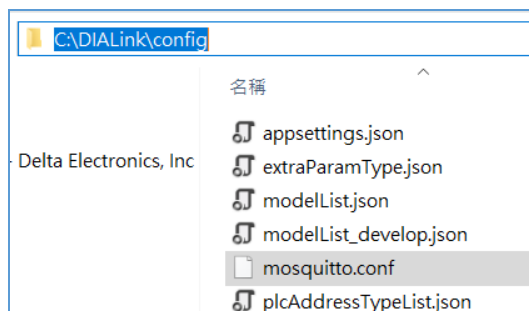 C:\DIALink\config
名稱
appsettings.json
- Delta Electronics, Inc
extraParamType.json
modelList.json
modelList_develop.json
mosquitto.conf
plcAddressTypeList.json